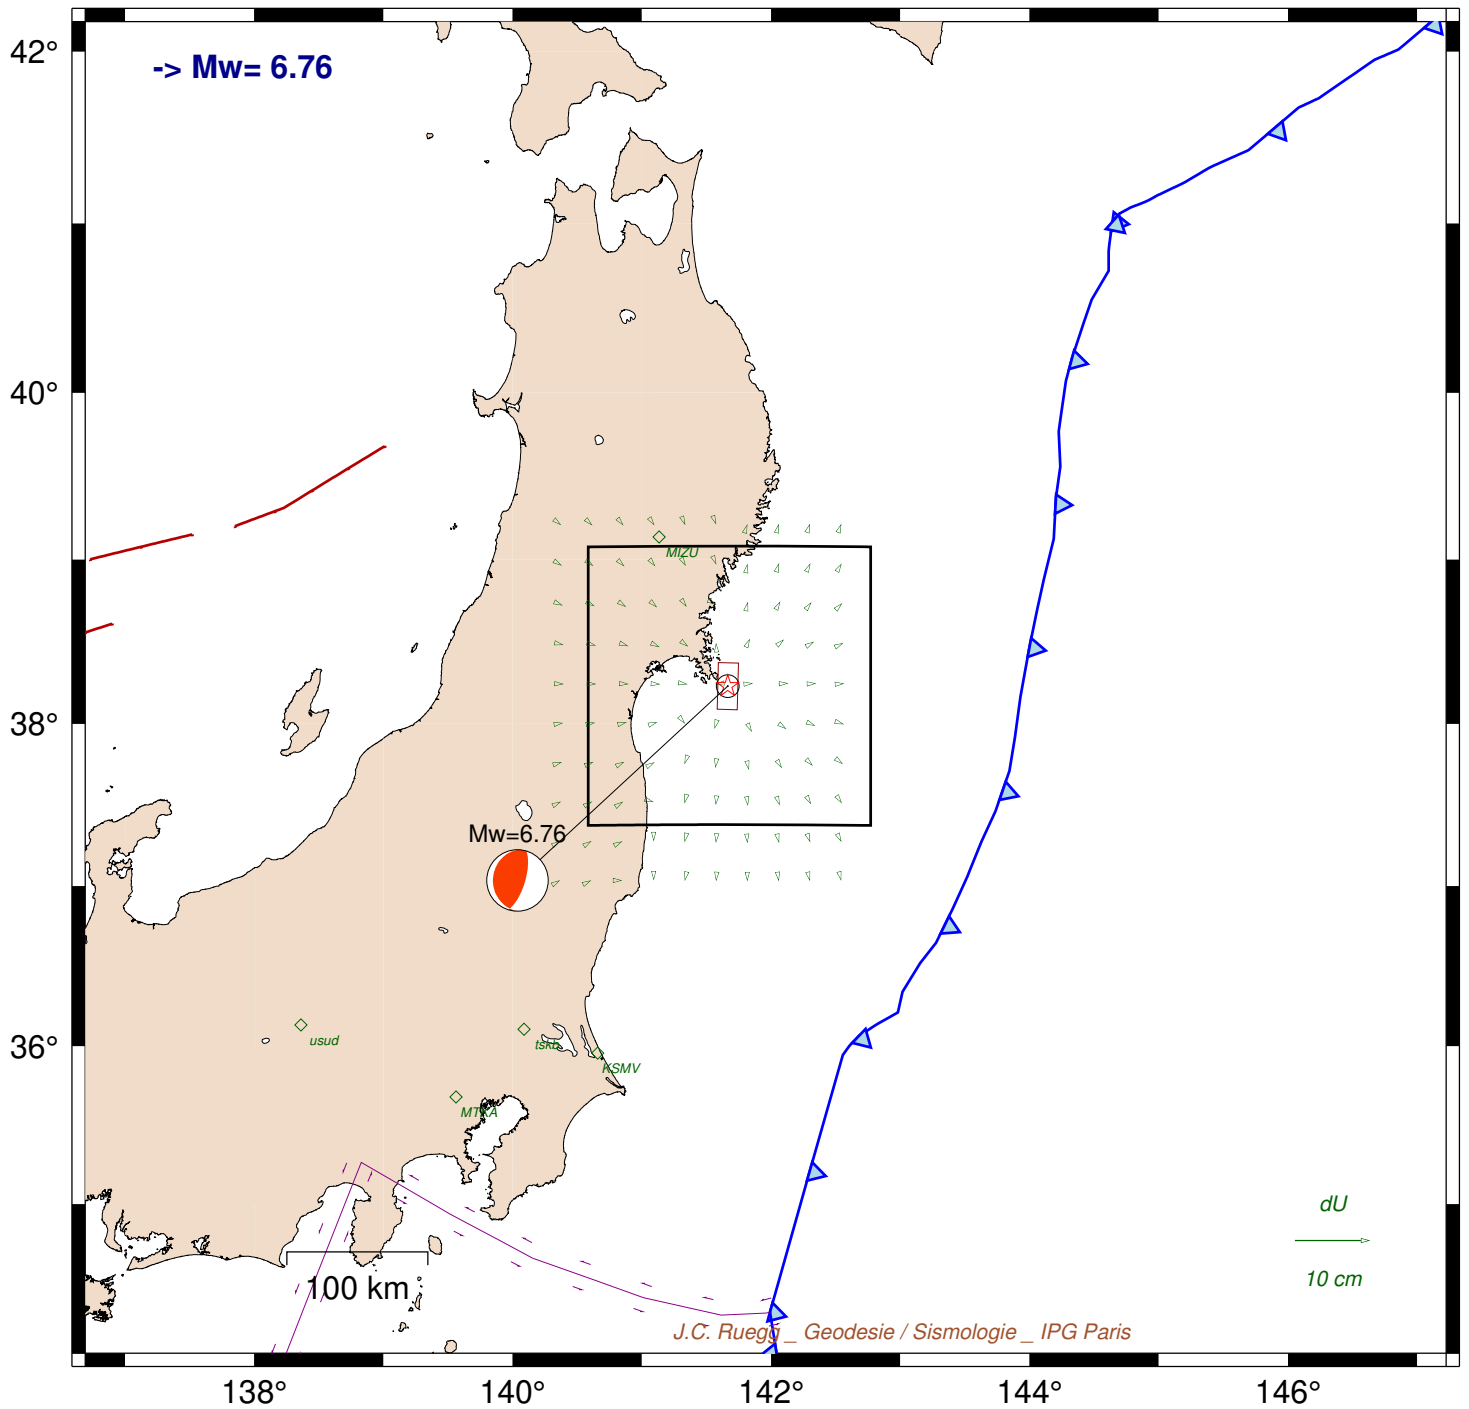 42°
-> Mw= 6.76
40°
MIZU
38°
Mw=6.76
36°
usud
tskb
KSMV
MTKA
dU
100 km
10 cm
J.C. Ruegg _ Geodesie / Sismologie _ IPG Paris
138° 140° 142° 144° 146°